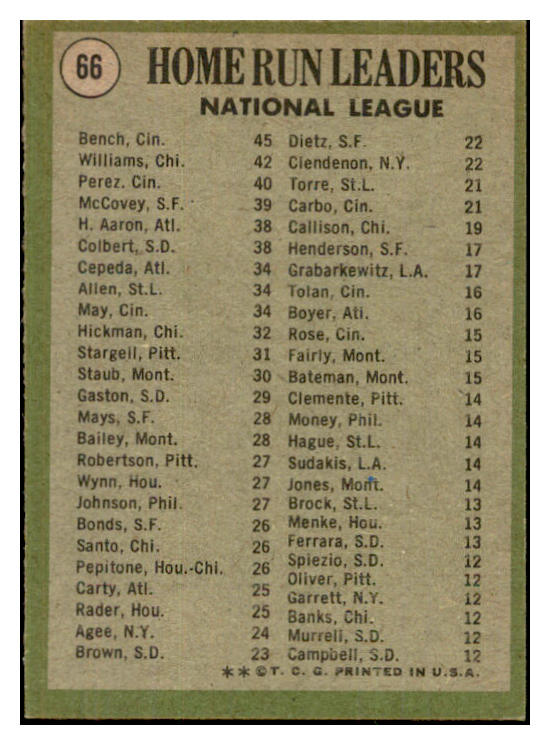 66
HOME RUN LEADERS
NATIONAL LEAGUE
Bench, Cin. 45
Williams, Chi. 42
Perez. Cin. 40
McCovey, S.F. 39
H. Aaron, Atl. 38
Colbert, S.D. 38
Cepeda, Atl. 34
Allen, St.L. 34
May, Cin. 34
Hickman, Chi. 32
Stargell, Pitt. 31
Staub, Mont. 30
Gaston, S.D. 29
Mays, S.F. 28
Bailey, Mont. 28
Robertson, Pitt. 27
Wynn, Hou. 27
Johnson, Phil. 27
Bonds, S.F. 26
Santo, Chi. 26
Pepitone, Hou.-Chi. 26
Carty, Atl. 25
Rader, Hou. 25
Agee, N.Y. 24
Brown, S.D. 23
Dietz, S.F. 22
Clendenon, N.Y. 22
Torre, St.L. 21
Carbo, Cin. 21
Callison, Chi. 19
Henderson, S.F. 17
Grabarkewitz, L.A. 17
Tolan, Cin. 16
Boyer, Atl. 16
Rose, Cin. 15
Fairly, Mont. 15
Bateman, Mont. 15
Clemente, Pitt. 14
Money, Phil. 14
Hague, St.L. 14
Sudakis, L.A. 14
Jones, Mont. 14
Brock, St.L. 13
Menke, Hou. 13
Ferrara, S.D. 13
Spiezio, S.D. 12
Oliver, Pitt. 12
Garrett, N.Y. 12
Banks, Chi. 12
Murrell, S.D. 12
Campbell, S.D. 12
**©T. C. G. PRINTED IN U.S.A.